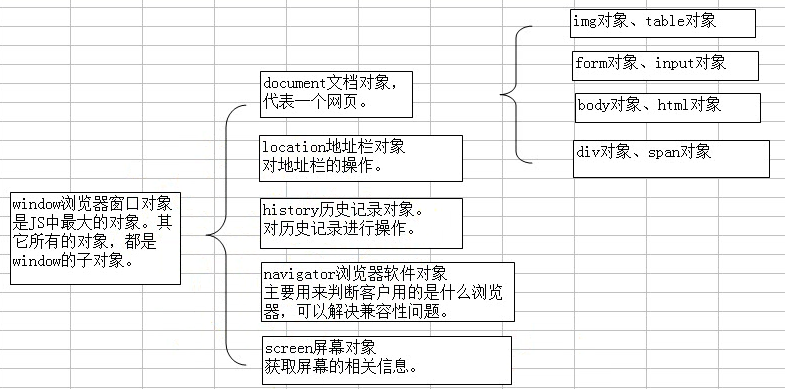 window浏览器窗口对象
是JS中最大的对象。其
它所有的对象，都是
window的子对象。
document文档对象，
代表一个网页。
img对象、table对象
form对象、input对象
body对象、html对象
div对象、span对象
location地址栏对象
对地址栏的操作。
history历史记录对象。
对历史记录进行操作。
navigator浏览器软件对象
主要用来判断客户用的是什么浏览
器，可以解决兼容性问题。
screen屏幕对象
获取屏幕的相关信息。